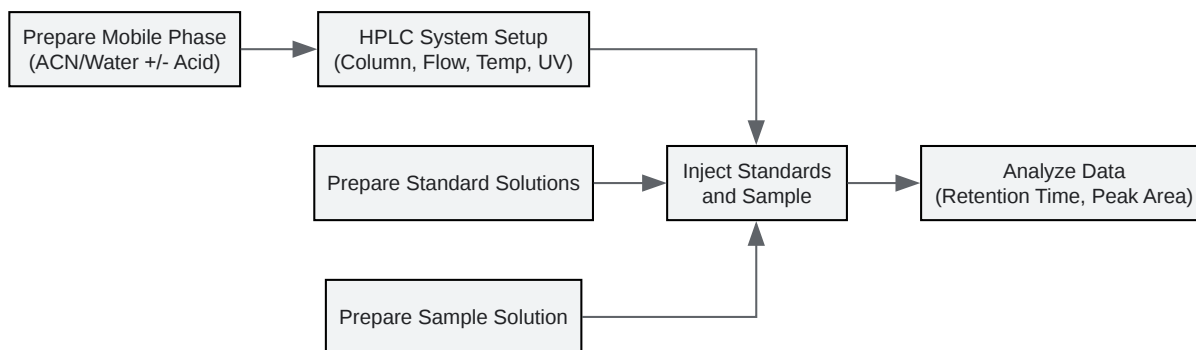 Prepare Mobile Phase
(ACN/Water +/- Acid)
HPLC System Setup
(Column, Flow, Temp, UV)
Prepare Standard Solutions
Inject Standards
and Sample
Analyze Data
(Retention Time, Peak Area)
Prepare Sample Solution